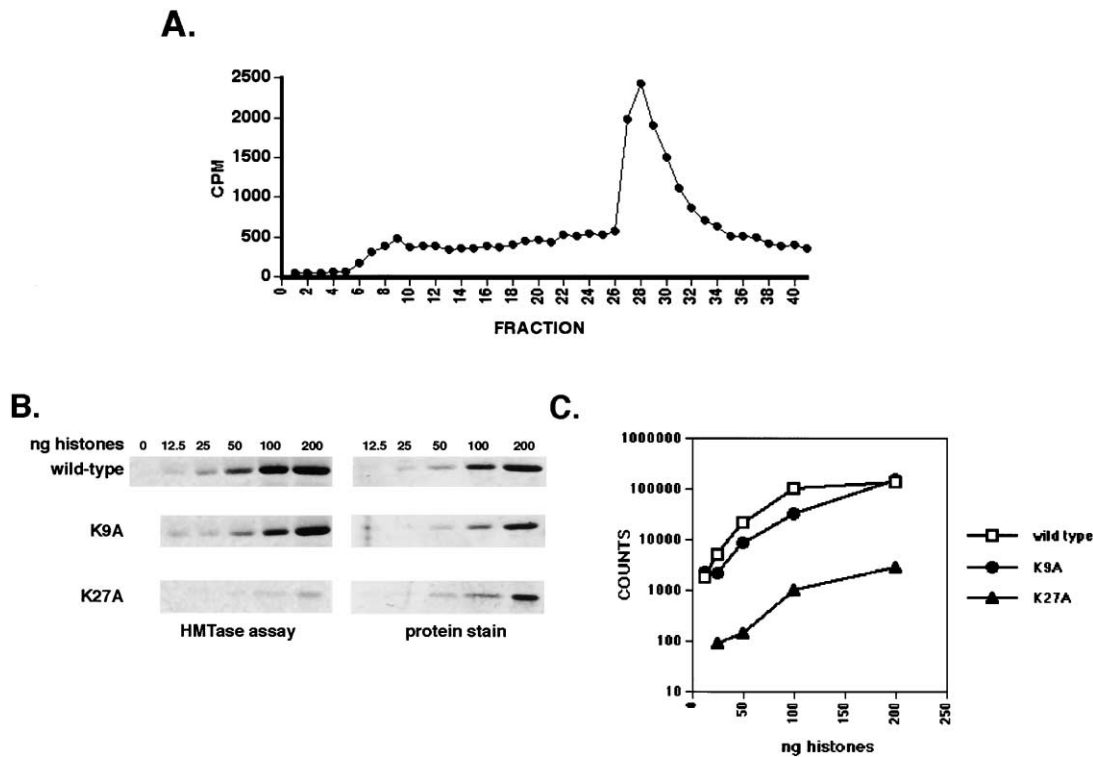 A.
2500
2000
1500
1000
500
0
CPM
0 2 4 6 8 10 12 14 16 18 20 22 24 26 28 30 32 34 36 38 40
FRACTION
B.
ng histones 0 12.5 25 50 100 200 12.5 25 50 100 200
wild-type
K9A
K27A
HMTase assay protein stain
C.
1000000
100000
10000
1000
100
10
COUNTS
0 50 100 150 200 250
ng histones
wild type
K9A
K27A